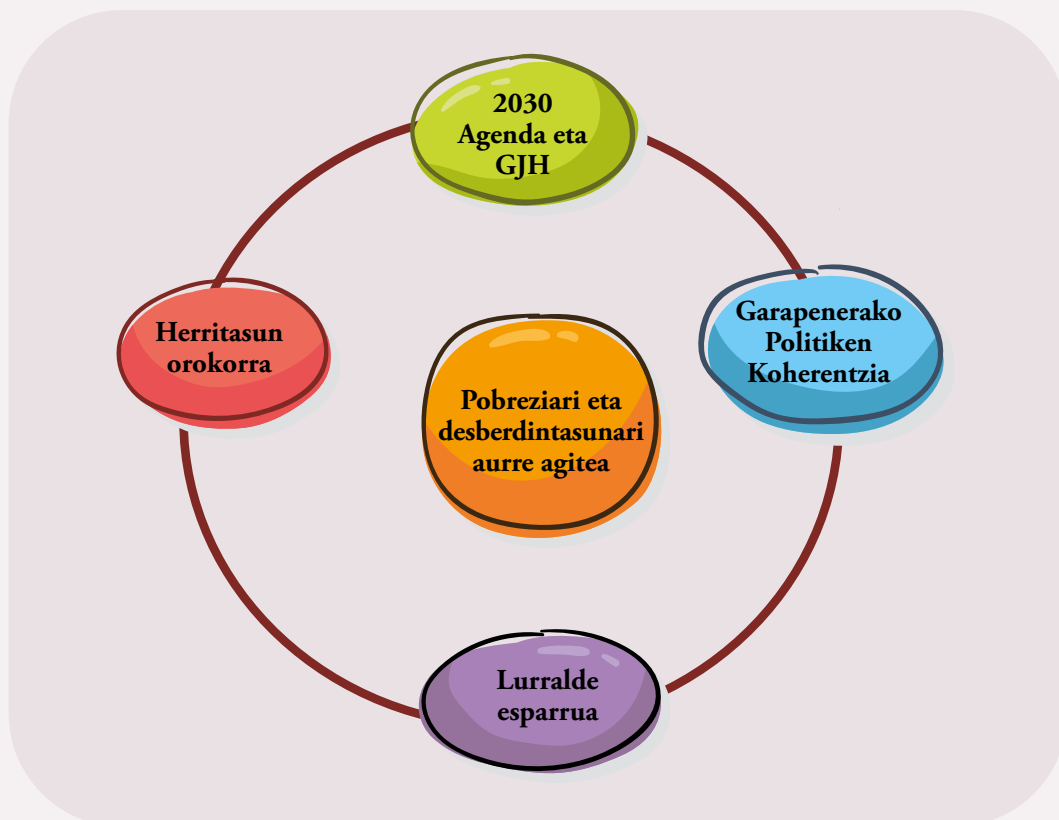 2030
Agenda eta
GJH
Herritasun
orokorra
Garapenerako
Politiken
Koherentzia
Pobreziari eta
desberdintasunari
aurre agitea
Lurralde
esparrua